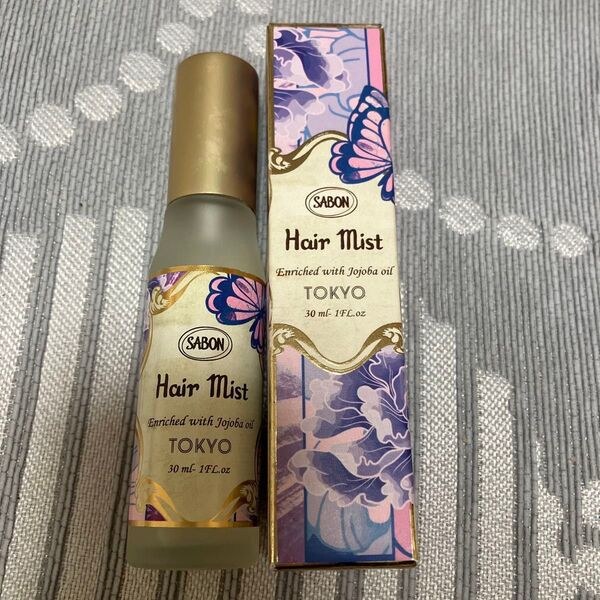 SABON
Hair Mist
Enriched with Jojoba oil
TOKYO
30 ml- 1FL.oz
SABON
Hair Mist
Enriched with Jojoba oil
TOKYO
30 ml- 1FL.oz